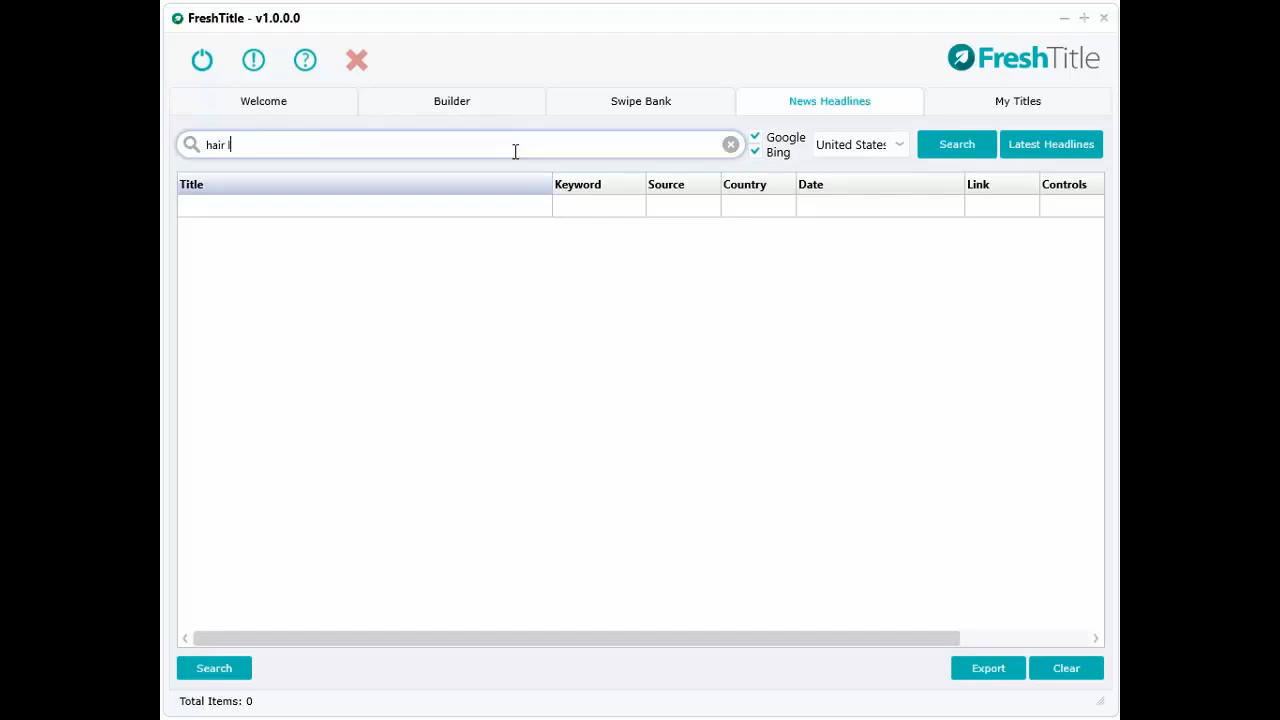 FreshTitle - v1.0.0.0
FreshTitle
Welcome
Builder
Swipe Bank
News Headlines
My Titles
hair l
Google
Bing
United States
Search
Latest Headlines
Title
Keyword
Source
Country
Date
Link
Controls
Search
Export
Clear
Total Items: 0